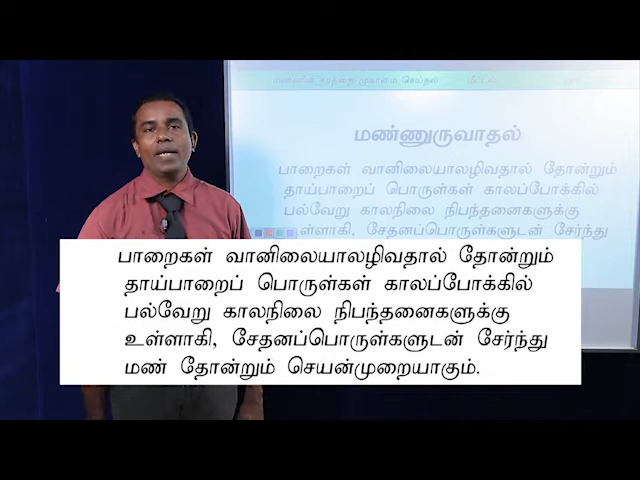 மீட்டல்
மண்ணுருவாதல்
பாறைகள் வானிலையாலழிவதால் தோன்றும்
தாய்பாறைப் பொருள்கள் காலப்போக்கில்
பல்வேறு காலநிலை நிபந்தனைகளுக்கு
உள்ளாகி, சேதனப்பொருள்களுடன் சேர்ந்து
பாறைகள் வானிலையாலழிவதால் தோன்றும்
தாய்பாறைப் பொருள்கள் காலப்போக்கில்
பல்வேறு காலநிலை நிபந்தனைகளுக்கு
உள்ளாகி, சேதனப்பொருள்களுடன் சேர்ந்து
மண் தோன்றும் செயன்முறையாகும்.